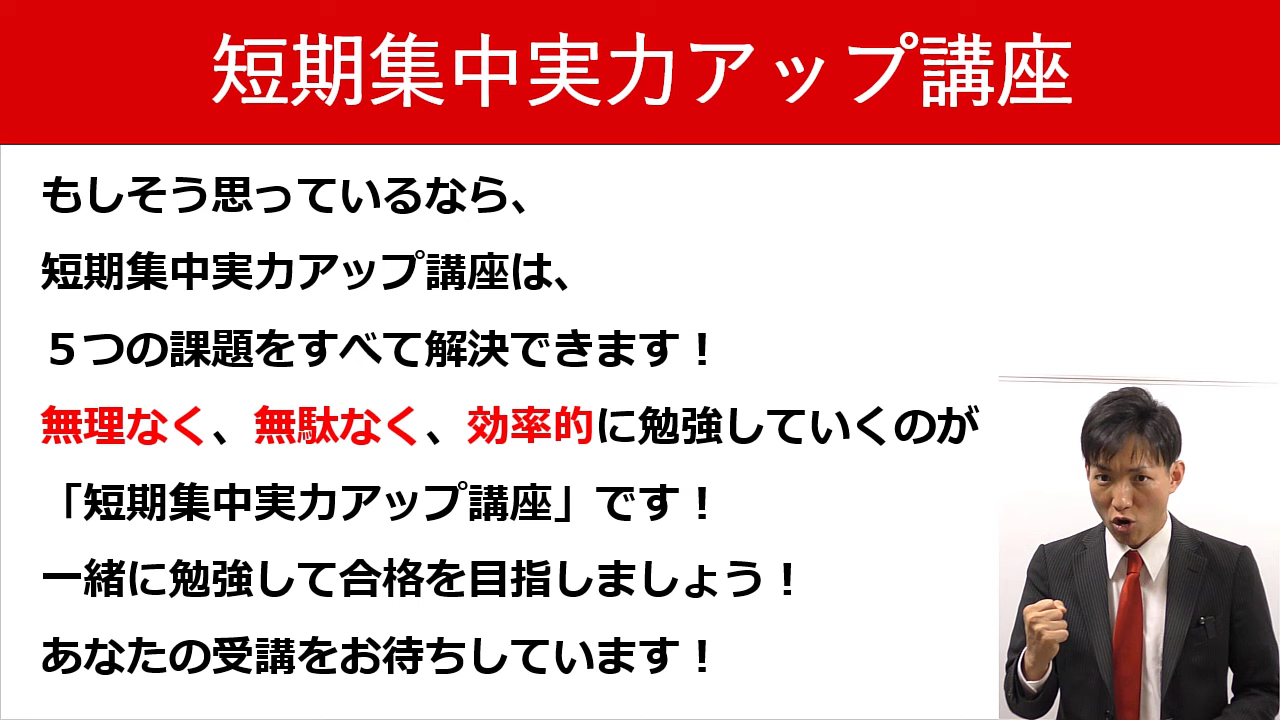 短期集中実力アップ講座
もしそう思っているなら、
短期集中実力アップ講座は、
５つの課題をすべて解決できます！
無理なく、無駄なく、効率的に勉強していくのが
「短期集中実力アップ講座」です！
一緒に勉強して合格を目指しましょう！
あなたの受講をお待ちしています！